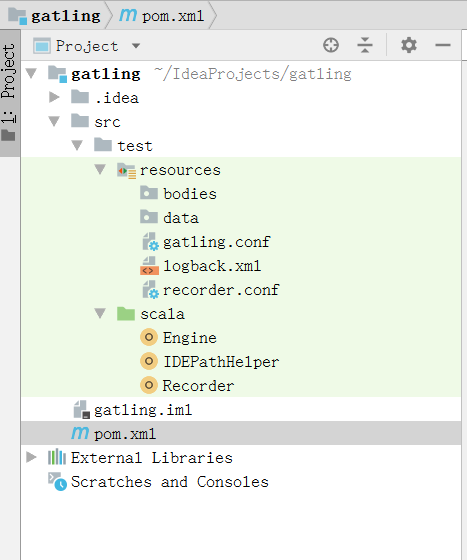 gatling pom.xml
1: Project
Project
gatling ~/IdeaProjects/gatling
.idea
src
test
resources
bodies
data
gatling.conf
logback.xml
recorder.conf
scala
Engine
IDEPathHelper
Recorder
gatling.iml
pom.xml
External Libraries
Scratches and Consoles